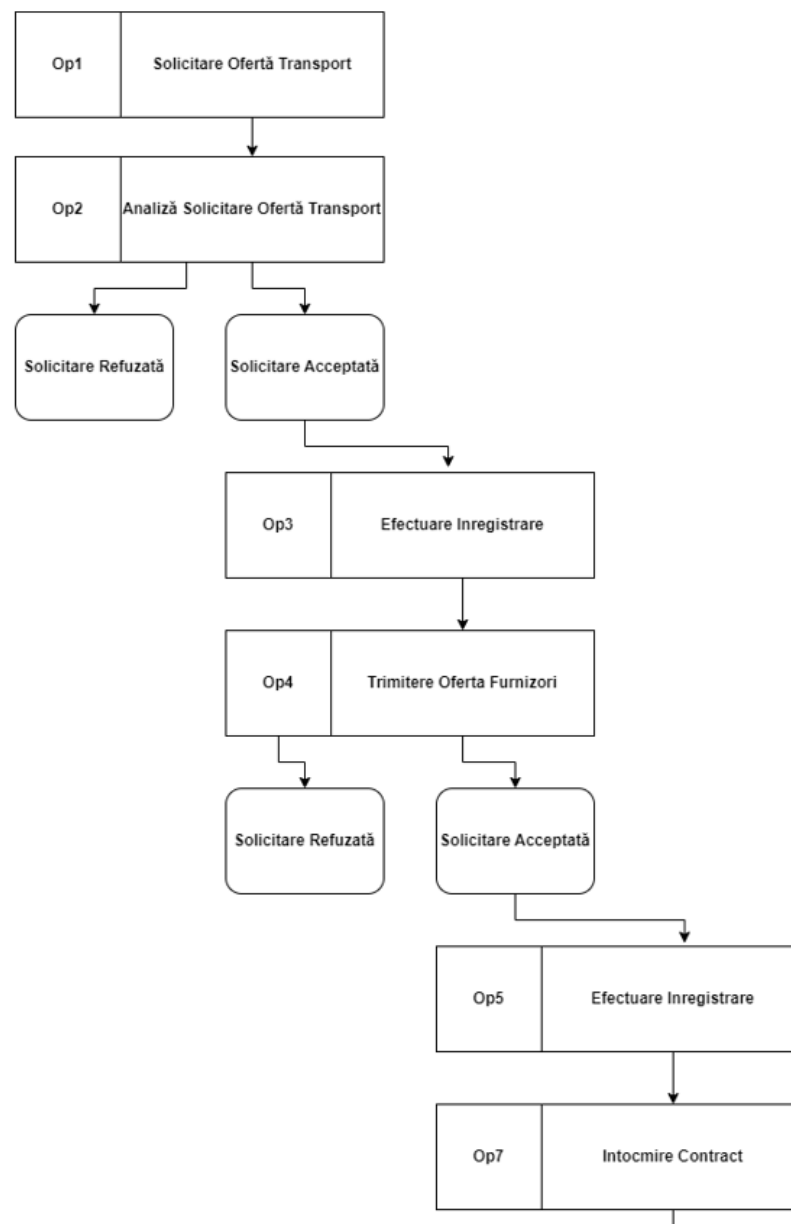 Op1
Solicitare Ofertă Transport
Op2
Analiză Solicitare Ofertă Transport
Solicitare Refuzată
Solicitare Acceptată
Op3
Efectuare Inregistrare
Op4
Trimitere Oferta Furnizori
Solicitare Refuzată
Solicitare Acceptată
Op5
Efectuare Inregistrare
Op7
Intocmire Contract